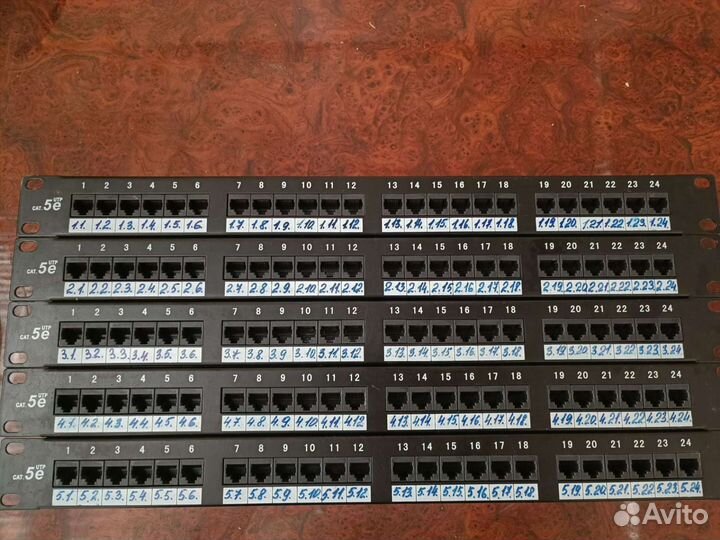 1 2 3 4 5 6 7 8 9 10 11 12 13 14 15 16 17 18 19 20 21 22 23 24
CAT. 5e UTP
1.1. 1.2. 1.3. 1.4. 1.5. 1.6. 1.7. 1.8. 1.9. 1.10. 1.11. 1.12. 1.13. 1.14. 1.15. 1.16. 1.17. 1.18. 1.19. 1.20. 1.21. 1.22. 1.23. 1.24.
1 2 3 4 5 6 7 8 9 10 11 12 13 14 15 16 17 18 19 20 21 22 23 24
CAT. 5e UTP
2.1. 2.2. 2.3. 2.4. 2.5. 2.6. 2.7. 2.8 2.9. 2.10 2.11 2.12 2.13 2.14. 2.15 2.16 2.17 2.18 2.19 2.20 2.21 2.22 2.23 2.24
1 2 3 4 5 6 7 8 9 10 11 12 13 14 15 16 17 18 19 20 21 22 23 24
CAT. 5e UTP
3.1. 3.2. 3.3. 3.4. 3.5. 3.6. 3.7. 3.8. 3.9 3.10 3.11 3.12. 3.13. 3.14 3.15 3.16. 3.17. 3.18. 3.19 3.20. 3.21. 3.22 3.23. 3.24
1 2 3 4 5 6 7 8 9 10 11 12 13 14 15 16 17 18 19 20 21 22 23 24
CAT. 5e UTP
4.1. 4.2. 4.3. 4.4. 4.5. 4.6. 4.7. 4.8. 4.9. 4.10. 4.11. 4.12. 4.13. 4.14. 4.15. 4.16. 4.17. 4.18. 4.19. 4.20. 4.21. 4.22. 4.23. 4.24.
1 2 3 4 5 6 7 8 9 10 11 12 13 14 15 16 17 18 19 20 21 22 23 24
CAT. 5e UTP
5.1. 5.2. 5.3. 5.4. 5.5. 5.6. 5.7. 5.8. 5.9. 5.10. 5.11. 5.12. 5.13. 5.14. 5.15. 5.16. 5.17. 5.18. 5.19. 5.20. 5.21. 5.22. 5.23. 5.24.
Avito